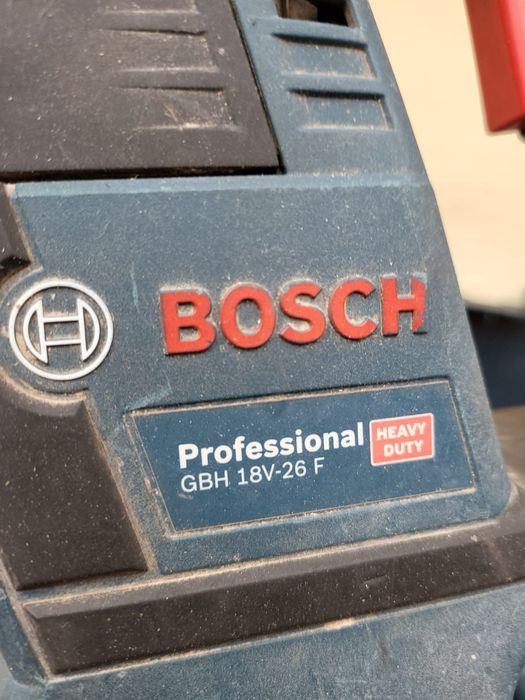 BOSCH
Professional
GBH 18V-26 F
HEAVY
DUTY